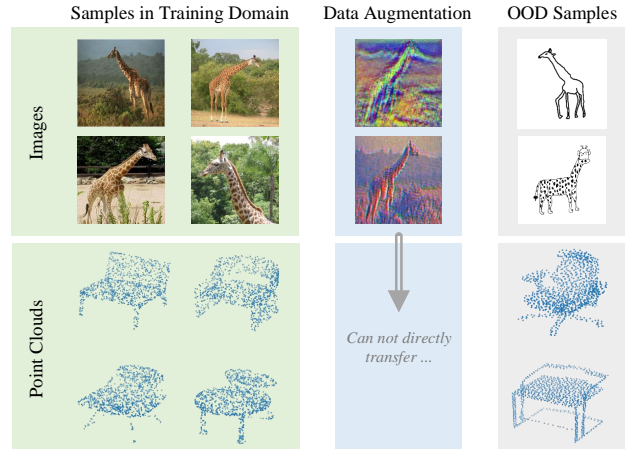 Samples in Training Domain
Data Augmentation
OOD Samples
Images
Point Clouds
Can not directly
transfer ...